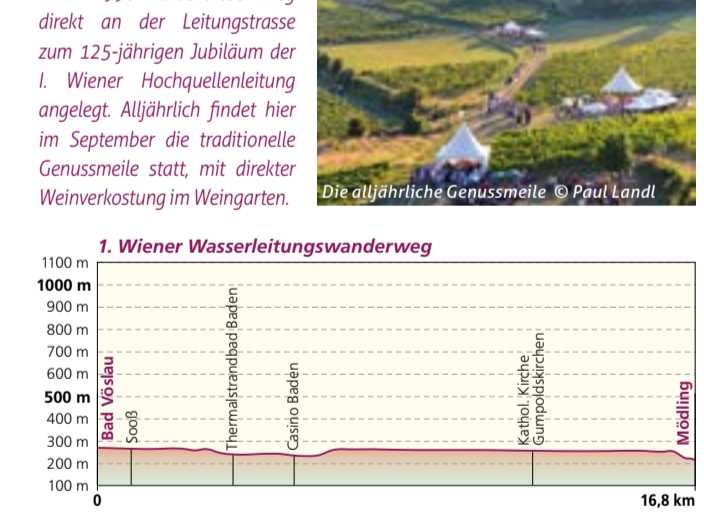 direkt an der Leitungstrasse
zum 125-jährigen Jubiläum der
I. Wiener Hochquellenleitung
angelegt. Alljährlich findet hier
im September die traditionelle
Genussmeile statt, mit direkter
Weinverkostung im Weingarten.
Die alljährliche Genussmeile © Paul Landl
1. Wiener Wasserleitungswanderweg
1100 m
1000 m
900 m
800 m
700 m
600 m
500 m
400 m
300 m
200 m
100 m
Bad Vöslau
Sooß
Thermalstrandbad Baden
Casino Baden
Kathol. Kirche
Gumpoldskirchen
Mödling
0
16,8 km